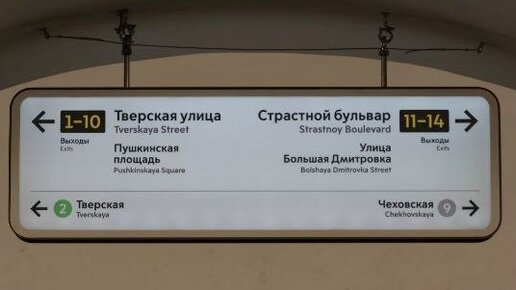 1-10
Выходы
Exits
Тверская улица
Tverskaya Street
Пушкинская
площадь
Pushkinskaya Square
Страстной бульвар
Strastnoy Boulevard
Улица
Большая Дмитровка
Bolshaya Dmitrovka Street
11-14
Выходы
Exits
2 Тверская
Tverskaya
Чеховская 9
Chekhovskaya